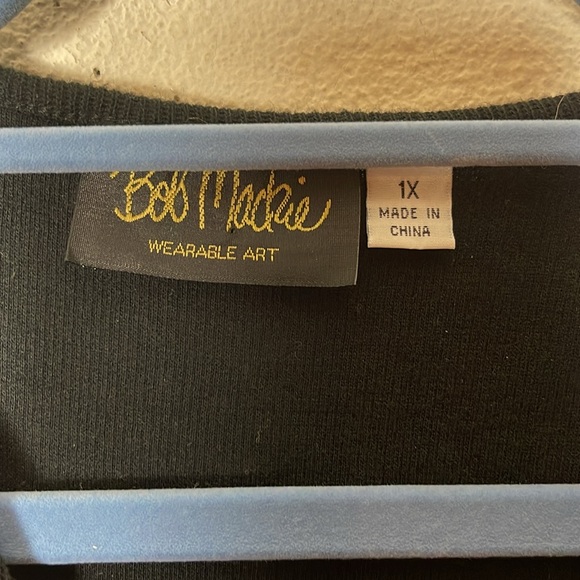 Bob Mackie
WEARABLE ART
1X
MADE IN
CHINA